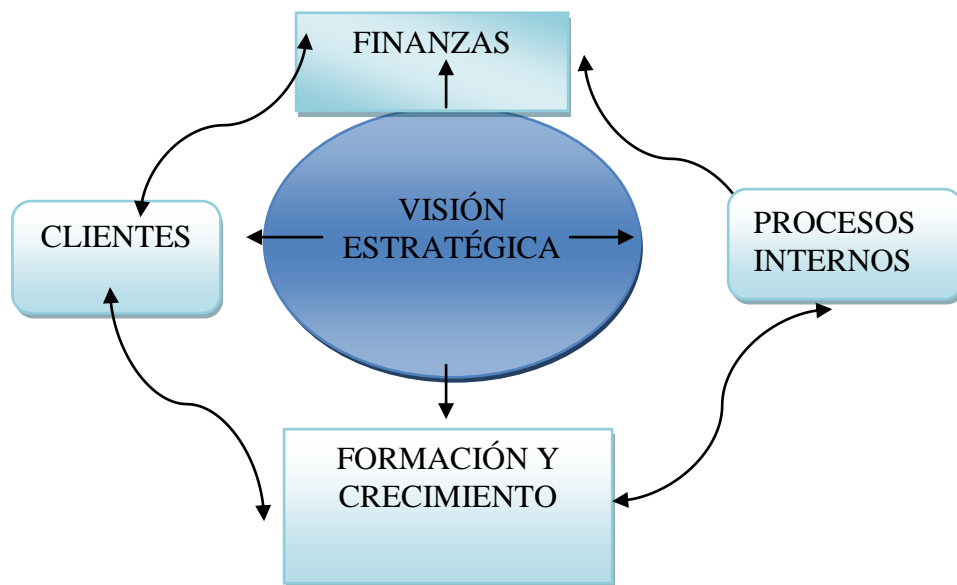 FINANZAS
CLIENTES
VISIÓN
ESTRATÉGICA
PROCESOS
INTERNOS
FORMACIÓN Y
CRECIMIENTO